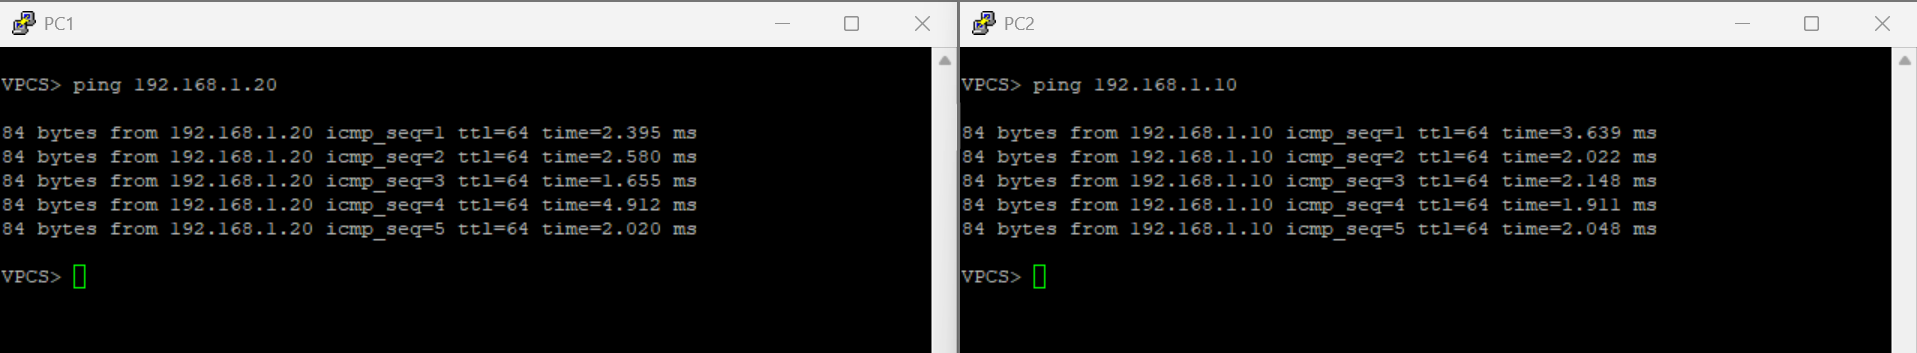 PC1
VPCS> ping 192.168.1.20
84 bytes from 192.168.1.20 icmp_seq=1 ttl=64 time=2.395 ms
84 bytes from 192.168.1.20 icmp_seq=2 ttl=64 time=2.580 ms
84 bytes from 192.168.1.20 icmp_seq=3 ttl=64 time=1.655 ms
84 bytes from 192.168.1.20 icmp_seq=4 ttl=64 time=4.912 ms
84 bytes from 192.168.1.20 icmp_seq=5 ttl=64 time=2.020 ms
VPCS>
PC2
VPCS> ping 192.168.1.10
84 bytes from 192.168.1.10 icmp_seq=1 ttl=64 time=3.639 ms
84 bytes from 192.168.1.10 icmp_seq=2 ttl=64 time=2.022 ms
84 bytes from 192.168.1.10 icmp_seq=3 ttl=64 time=2.148 ms
84 bytes from 192.168.1.10 icmp_seq=4 ttl=64 time=1.911 ms
84 bytes from 192.168.1.10 icmp_seq=5 ttl=64 time=2.048 ms
VPCS>